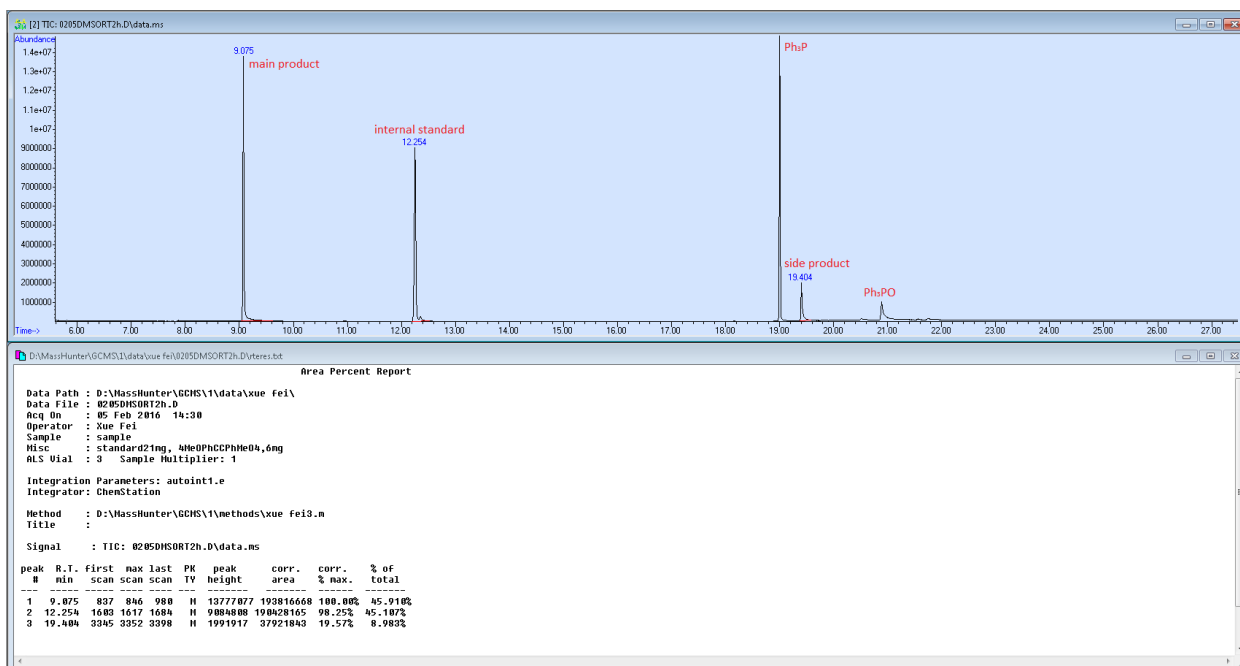 [2] TIC: 0205DMSORT2h.D\data.ms
Abundance
1.4e+07
1.3e+07
1.2e+07
1.1e+07
1e+07
9000000
8000000
7000000
6000000
5000000
4000000
3000000
2000000
1000000
9.075
main product
internal standard
12.254
Ph₃P
side product
19.404
Ph₃PO
Time--> 6.00 7.00 8.00 9.00 10.00 11.00 12.00 13.00 14.00 15.00 16.00 17.00 18.00 19.00 20.00 21.00 22.00 23.00 24.00 25.00 26.00 27.00
D:\MassHunter\GCMS\1\data\xue fei\0205DMSORT2h.D\rteres.txt
Area Percent Report
Data Path : D:\MassHunter\GCMS\1\data\xue fei\
Data File : 0205DMSORT2h.D
Acq On : 05 Feb 2016 14:30
Operator : Xue Fei
Sample : sample
Misc : standard21mg, 4MeOPhCCPhMeO4,6mg
ALS Vial : 3 Sample Multiplier: 1
Integration Parameters: autoint1.e
Integrator: ChemStation
Method : D:\MassHunter\GCMS\1\methods\xue fei3.m
Title :
Signal : TIC: 0205DMSORT2h.D\data.ms
peak R.T. first max last PK peak corr. corr. % of
# min scan scan scan TY height area % max. total
--- ----- ----- ---- ---- --- ------- ------- ------ -------
1 9.075 837 846 980 M 13777077 193816668 100.00% 45.910%
2 12.254 1603 1617 1684 M 9084808 190428165 98.25% 45.107%
3 19.404 3345 3352 3398 M 1991917 37921843 19.57% 8.983%